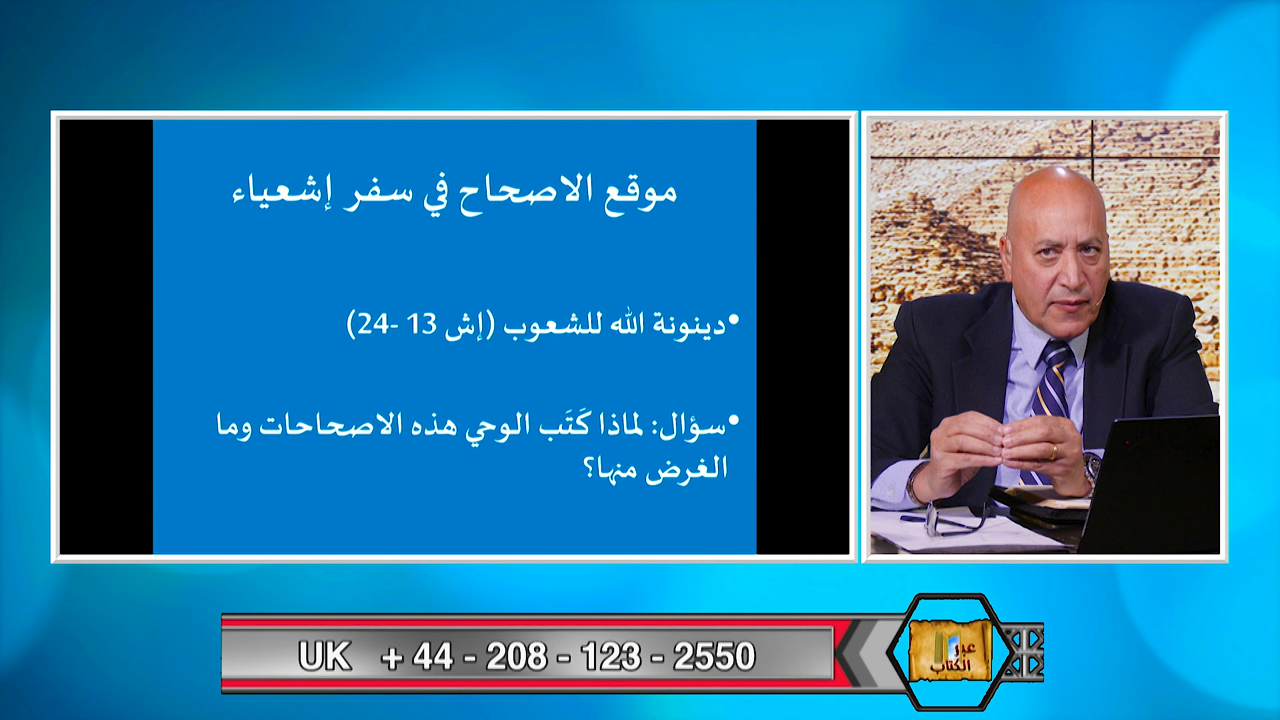 موقع الاصحاح في سفر إشعياء
•دينونة الله للشعوب (إش 13 -24)
•سؤال: لماذا كَتَب الوحي هذه الاصحاحات وما
الغرض منها؟
UK + 44 - 208 - 123 - 2550
عبر
الكتاب